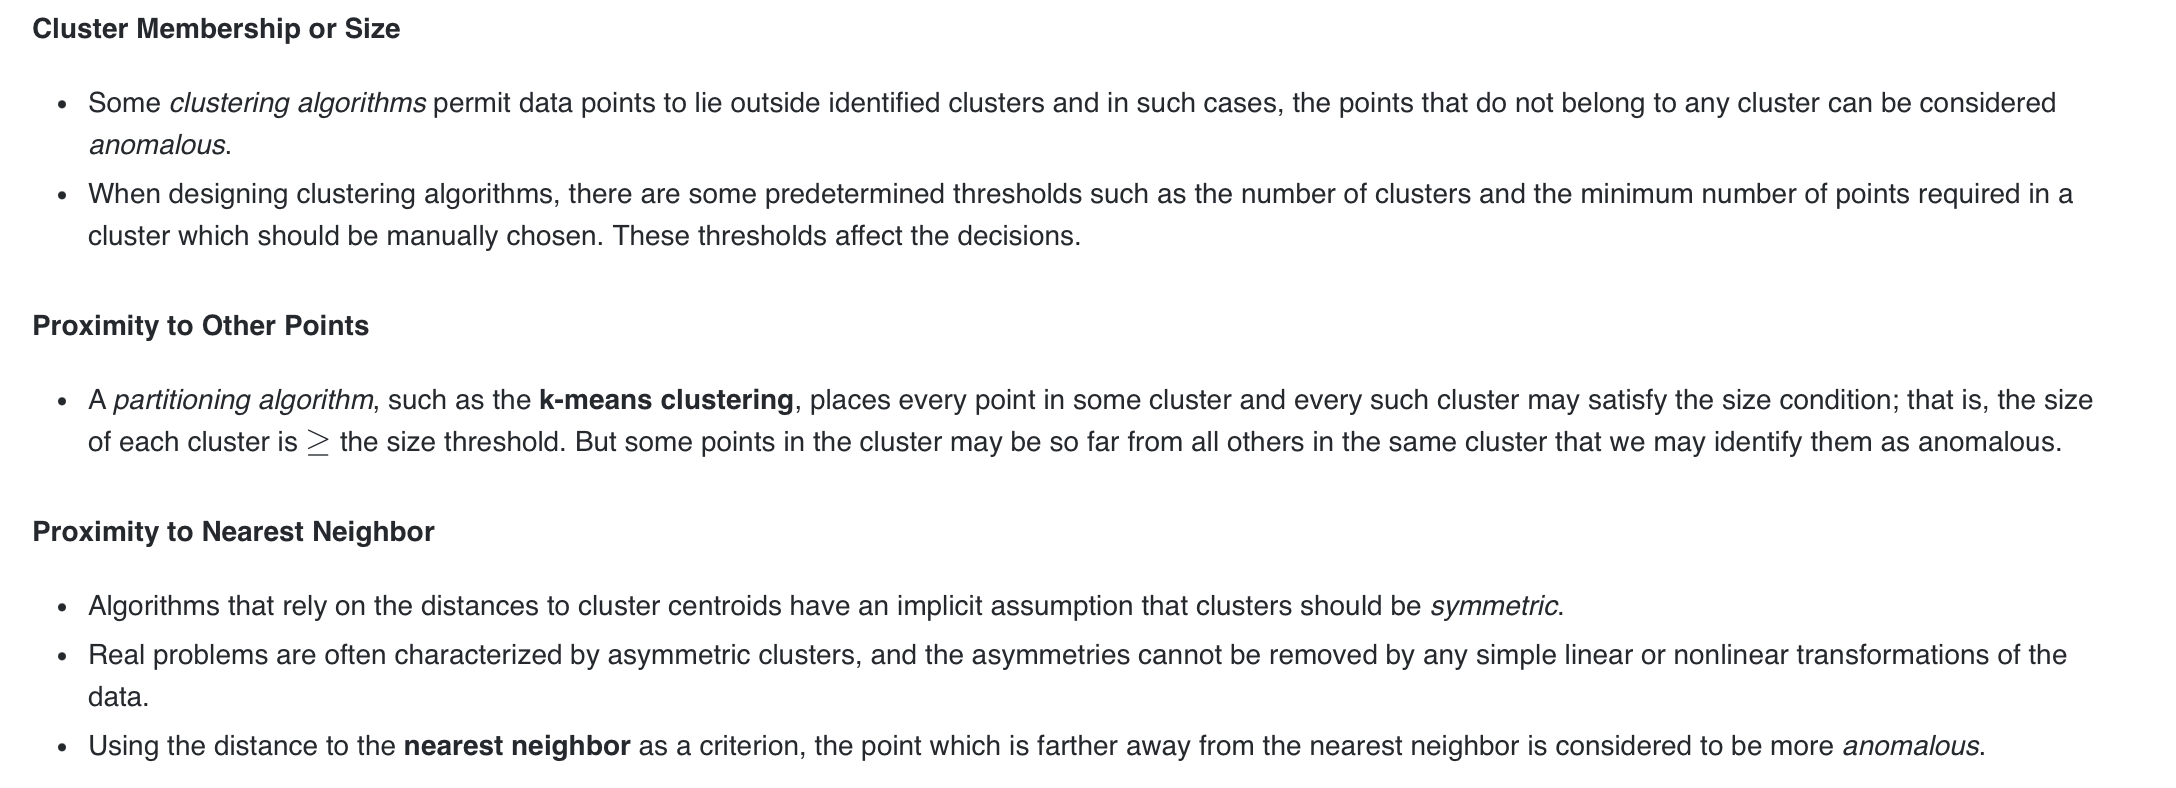 Cluster Membership or Size
• Some clustering algorithms permit data points to lie outside identified clusters and in such cases, the points that do not belong to any cluster can be considered
anomalous.
• When designing clustering algorithms, there are some predetermined thresholds such as the number of clusters and the minimum number of points required in a
cluster which should be manually chosen. These thresholds affect the decisions.
Proximity to Other Points
• A partitioning algorithm, such as the k-means clustering, places every point in some cluster and every such cluster may satisfy the size condition; that is, the size
of each cluster is ≥ the size threshold. But some points in the cluster may be so far from all others in the same cluster that we may identify them as anomalous.
Proximity to Nearest Neighbor
• Algorithms that rely on the distances to cluster centroids have an implicit assumption that clusters should be symmetric.
• Real problems are often characterized by asymmetric clusters, and the asymmetries cannot be removed by any simple linear or nonlinear transformations of the
data.
• Using the distance to the nearest neighbor as a criterion, the point which is farther away from the nearest neighbor is considered to be more anomalous.